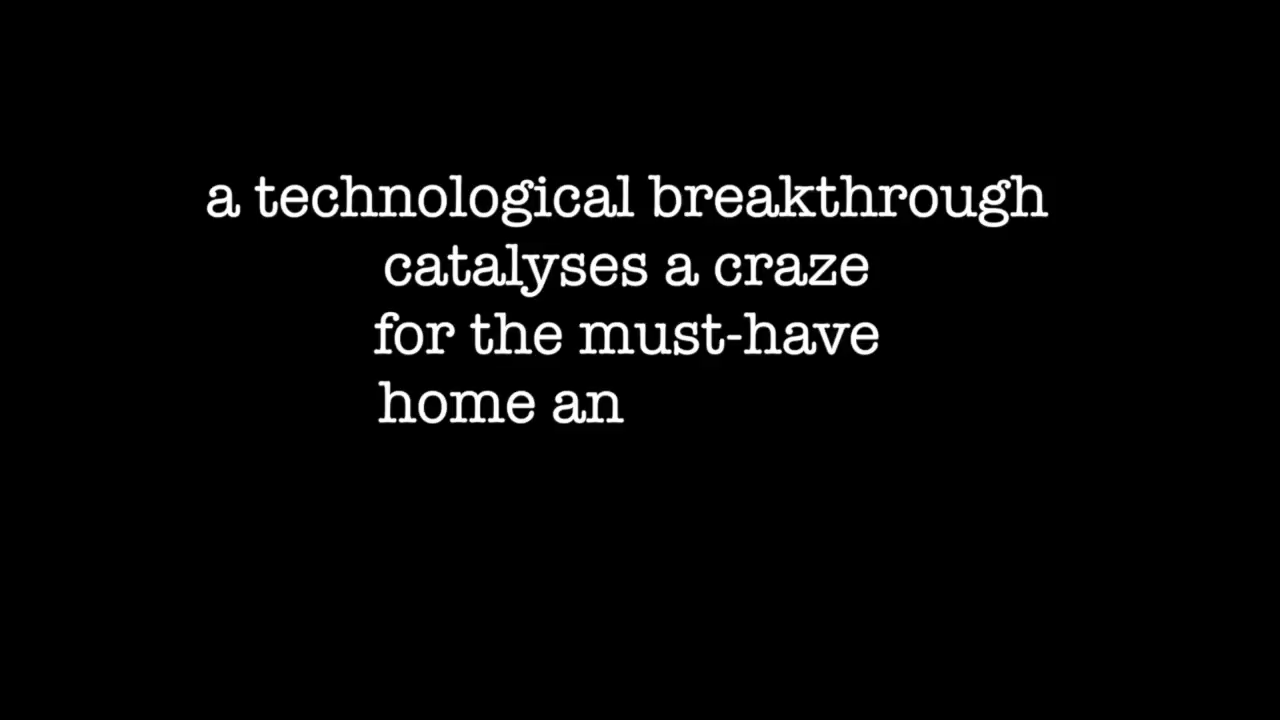 a technological breakthrough
catalyses a craze
for the must-have
home an